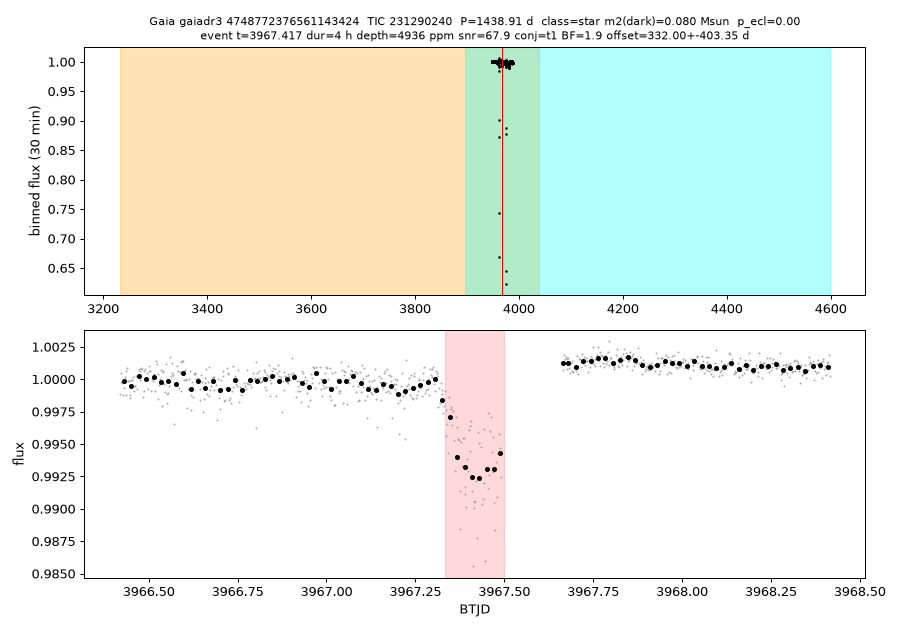 Gaia gaiadr3 4748772376561143424  TIC 231290240  P=1438.91 d  class=star m2(dark)=0.080 Msun  p_ecl=0.00
event t=3967.417 dur=4 h depth=4936 ppm snr=67.9 conj=t1 BF=1.9 offset=332.00+-403.35 d
binned flux (30 min)
1.00
0.95
0.90
0.85
0.80
0.75
0.70
0.65
3200 3400 3600 3800 4000 4200 4400 4600
flux
1.0025
1.0000
0.9975
0.9950
0.9925
0.9900
0.9875
0.9850
3966.50 3966.75 3967.00 3967.25 3967.50 3967.75 3968.00 3968.25 3968.50
BTJD